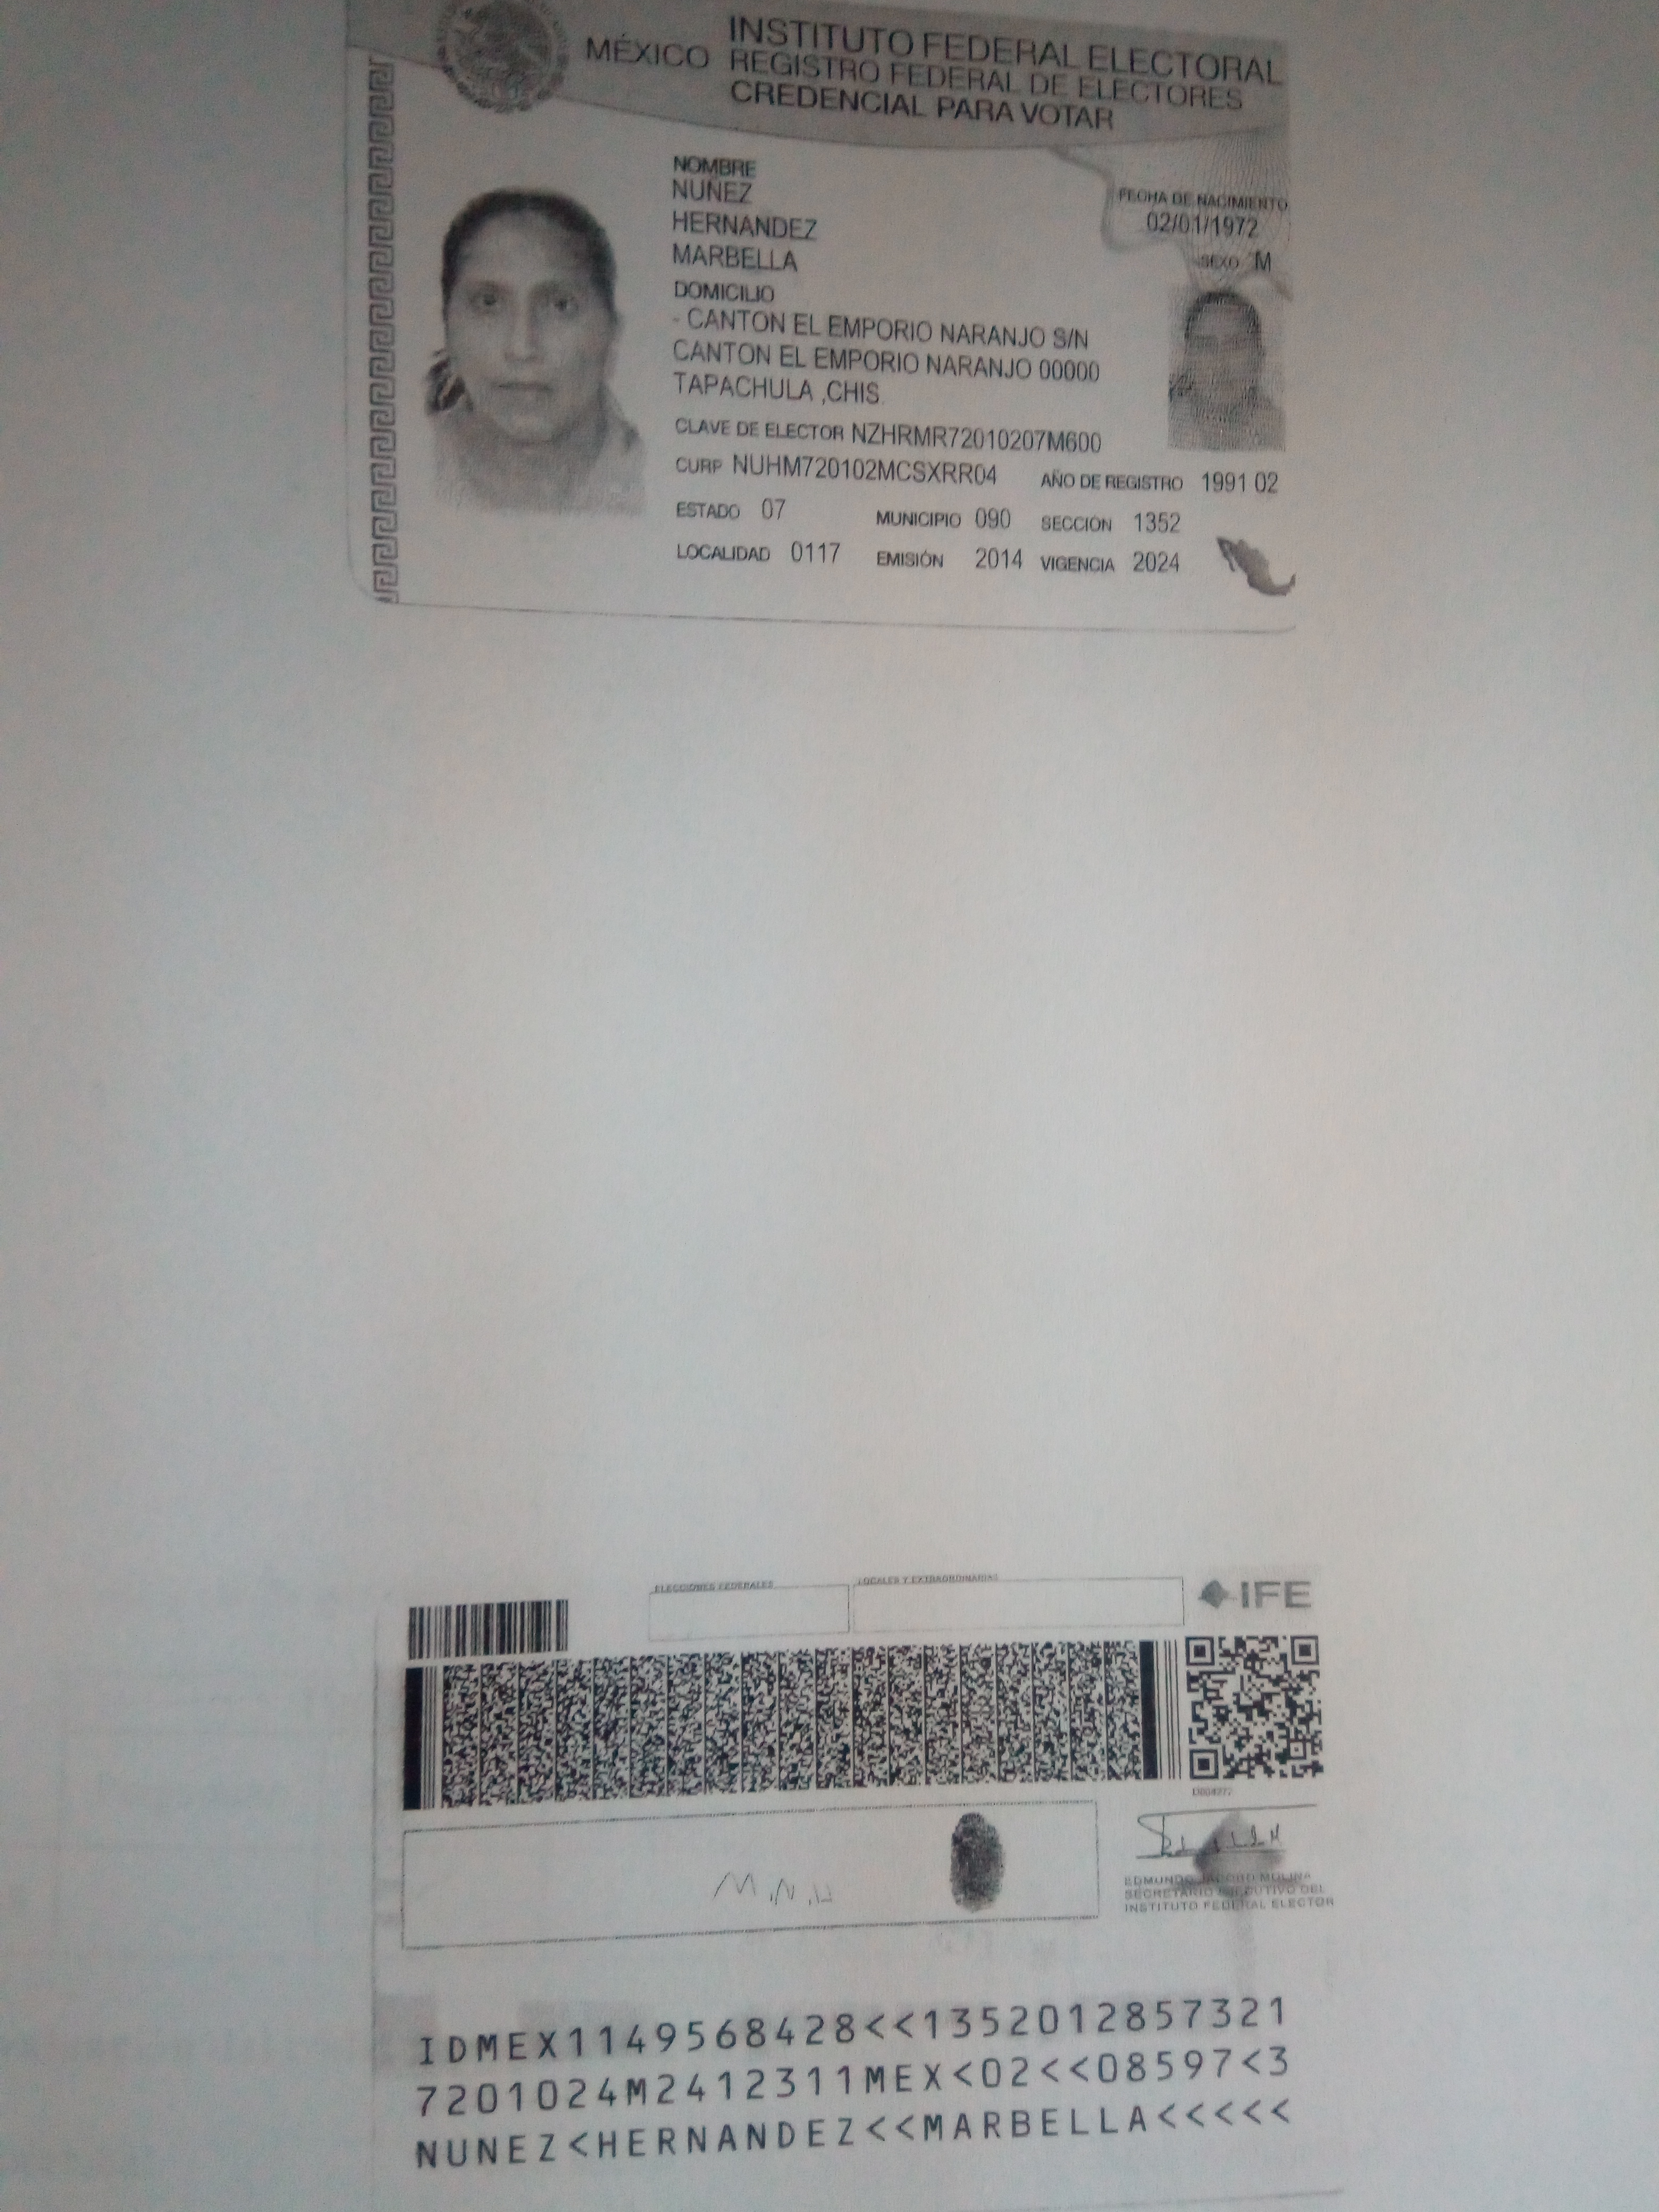 MÉXICO INSTITUTO FEDERAL ELECTORAL
REGISTRO FEDERAL DE ELECTORES
CREDENCIAL PARA VOTAR
NOMBRE
NUÑEZ
HERNANDEZ
MARBELLA
FECHA DE NACIMIENTO
02/01/1972
SEXO M
DOMICILIO
- CANTON EL EMPORIO NARANJO S/N
CANTON EL EMPORIO NARANJO 00000
TAPACHULA ,CHIS.
CLAVE DE ELECTOR NZHRMR72010207M600
CURP NUHM720102MCSXRR04 AÑO DE REGISTRO 1991 02
ESTADO 07 MUNICIPIO 090 SECCIÓN 1352
LOCALIDAD 0117 EMISIÓN 2014 VIGENCIA 2024
ELECCIONES FEDERALES LOCALES Y EXTRAORDINARIAS IFE
M.N.H
EDMUNDO JACOBO MOLINA
SECRETARIO EJECUTIVO DEL
INSTITUTO FEDERAL ELECTOR
IDMEX1149568428<<1352012857321
7201024M2412311MEX<02<<08597<3
NUNEZ<HERNANDEZ<<MARBELLA<<<<<